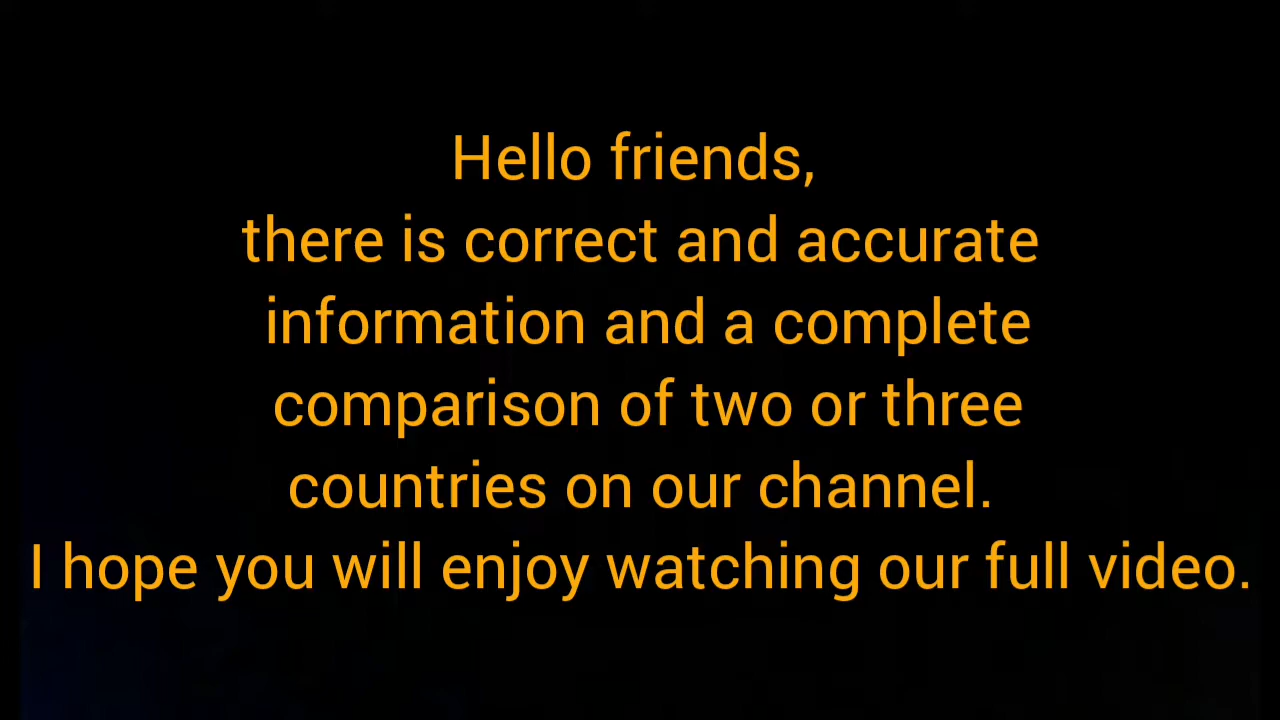 Hello friends,
there is correct and accurate
information and a complete
comparison of two or three
countries on our channel.
I hope you will enjoy watching our full video.